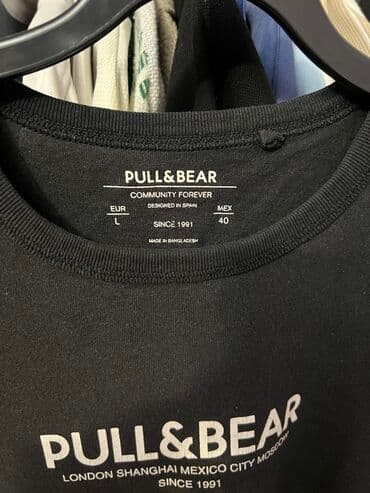 PULL&BEAR
COMMUNITY FOREVER
DESIGNED IN SPAIN
EUR MEX
L 40
SINCE 1991
MADE IN BANGLADESH
PULL&BEAR
LONDON SHANGHAI MEXICO CITY MOSCOW
SINCE 1991